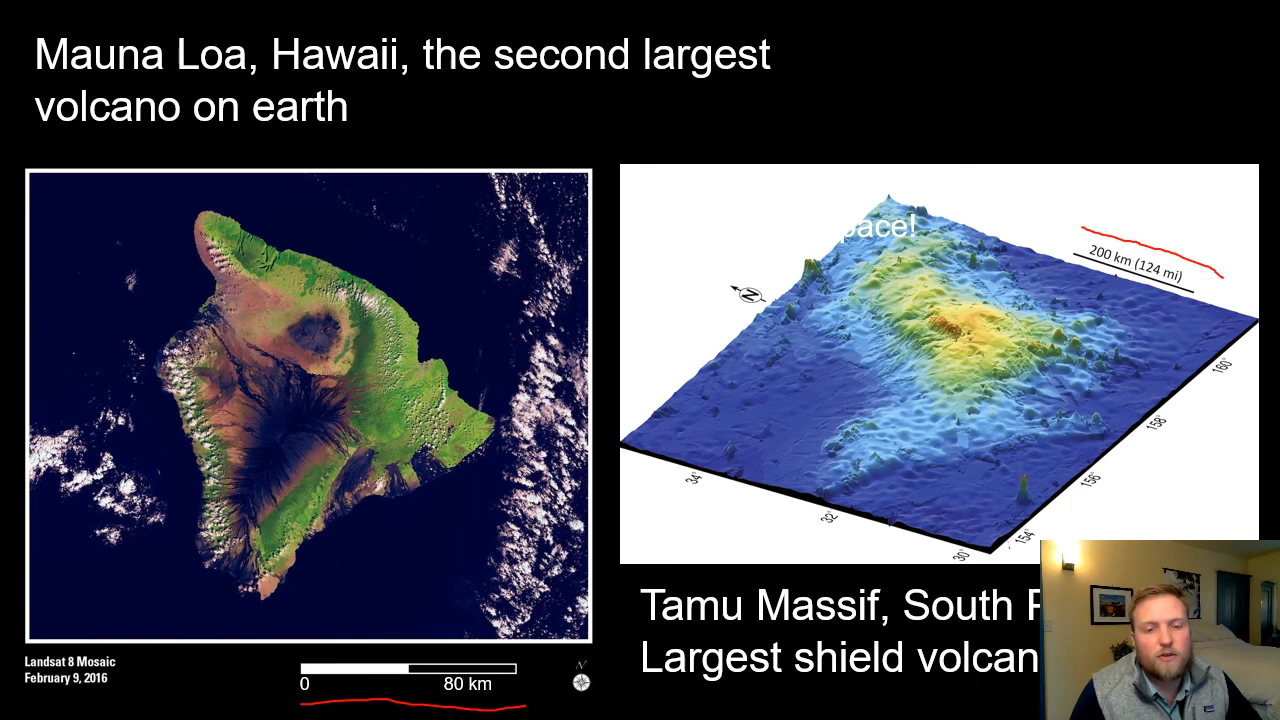 Mauna Loa, Hawaii, the second largest
volcano on earth
pace!
200 km (124 mi)
N
34°
32°
30°
154°
156°
158°
160°
Tamu Massif, South
Largest shield volcan
Landsat 8 Mosaic
February 9, 2016
0 80 km
N